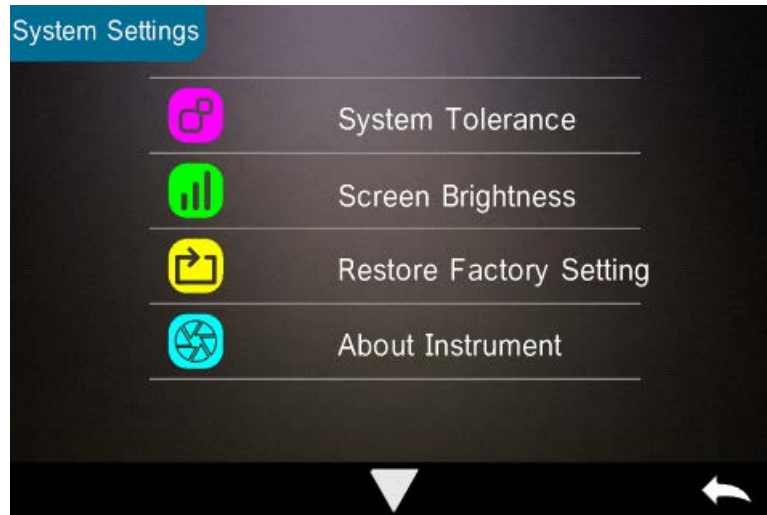 System Settings
System Tolerance
Screen Brightness
Restore Factory Setting
About Instrument